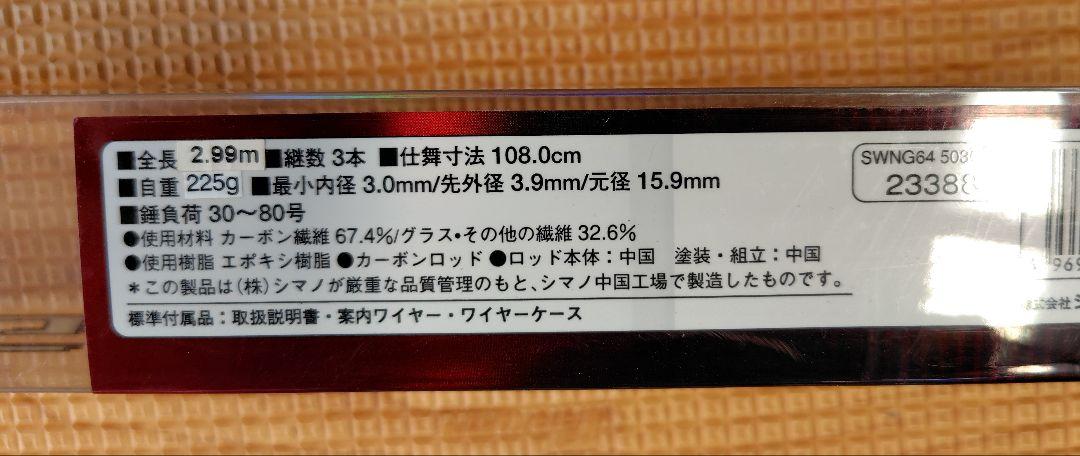 ■全長 2.99m ■継数 3本 ■仕舞寸法 108.0cm
■自重 225g ■最小内径 3.0mm/先外径 3.9mm/元径 15.9mm
■錘負荷 30〜80号
●使用材料 カーボン繊維 67.4%/グラス・その他の繊維 32.6%
●使用樹脂 エポキシ樹脂 ●カーボンロッド ●ロッド本体：中国 塗装・組立：中国
＊この製品は(株)シマノが厳重な品質管理のもと、シマノ中国工場で製造したものです。
標準付属品：取扱説明書・案内ワイヤー・ワイヤーケース
SWNG64
2338
株式会社